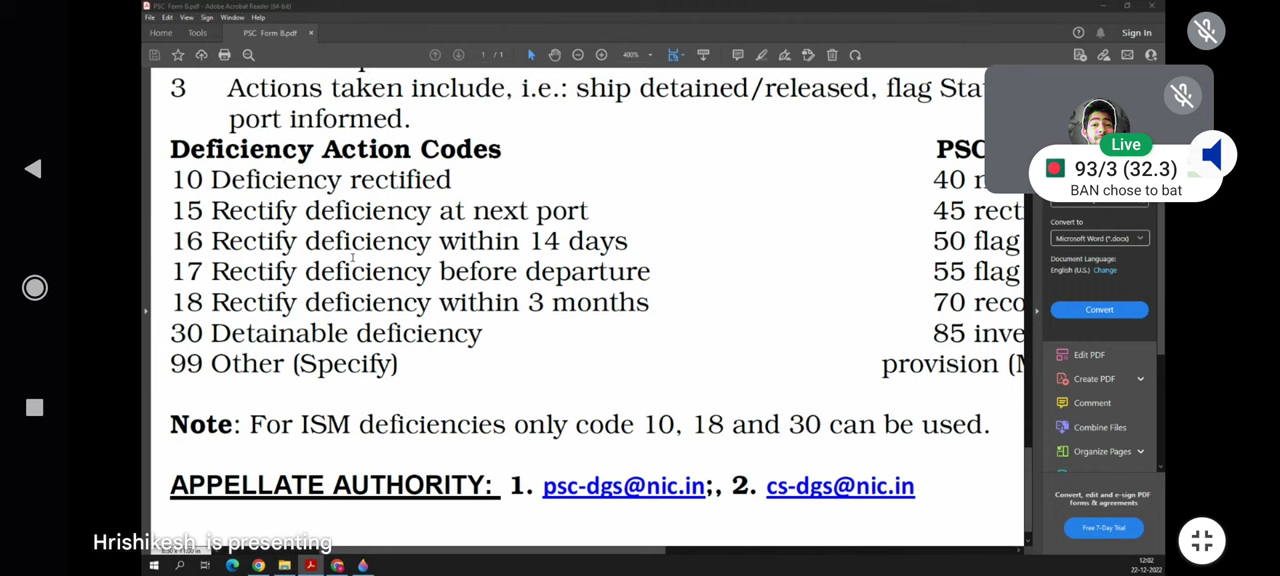 PSC Form B.pdf - Adobe Acrobat Reader (64-bit)
File Edit View Sign Window Help
Home Tools PSC Form B.pdf × Sign In
1 / 1 400%
3 Actions taken include, i.e.: ship detained/released, flag Sta
port informed.
Deficiency Action Codes PSC
10 Deficiency rectified 40 n
15 Rectify deficiency at next port 45 rect
16 Rectify deficiency within 14 days 50 flag
17 Rectify deficiency before departure 55 flag
18 Rectify deficiency within 3 months 70 reco
30 Detainable deficiency 85 inve
99 Other (Specify) provision (M
Note: For ISM deficiencies only code 10, 18 and 30 can be used.
APPELLATE AUTHORITY: 1. psc-dgs@nic.in;, 2. cs-dgs@nic.in
Live
93/3 (32.3)
BAN chose to bat
Convert to
Microsoft Word (*.docx)
Document Language:
English (U.S.) Change
Convert
Edit PDF
Create PDF
Comment
Combine Files
Organize Pages
Convert, edit and e-sign PDF
forms & agreements
Free 7-Day Trial
Hrishikesh is presenting
8.50 x 11.00 in
12:02
22-12-2022